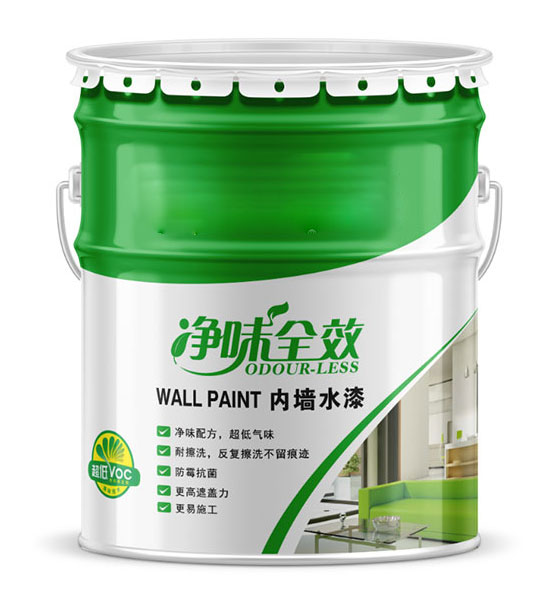 净味全效
ODOUR-LESS
WALL PAINT 内墙水漆
净味配方，超低气味
耐擦洗，反复擦洗不留痕迹
防霉抗菌
更高遮盖力
更易施工
超低VOC